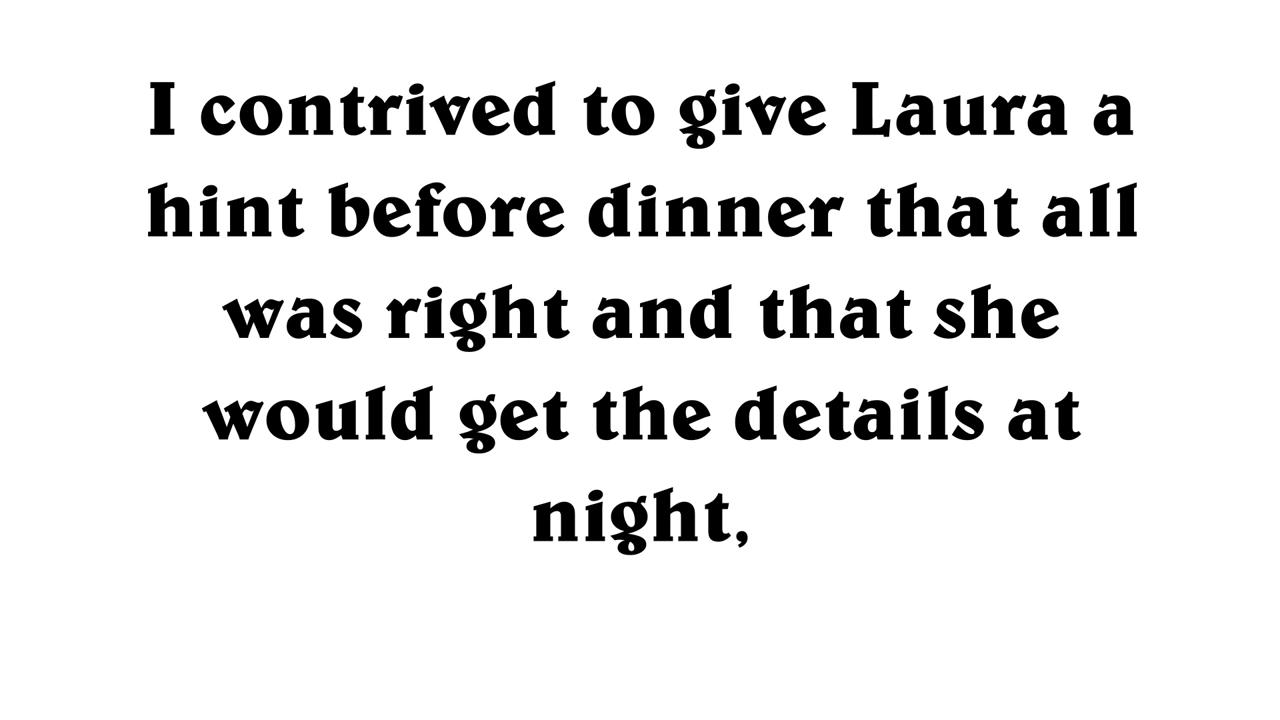 I contrived to give Laura a
hint before dinner that all
was right and that she
would get the details at
night,